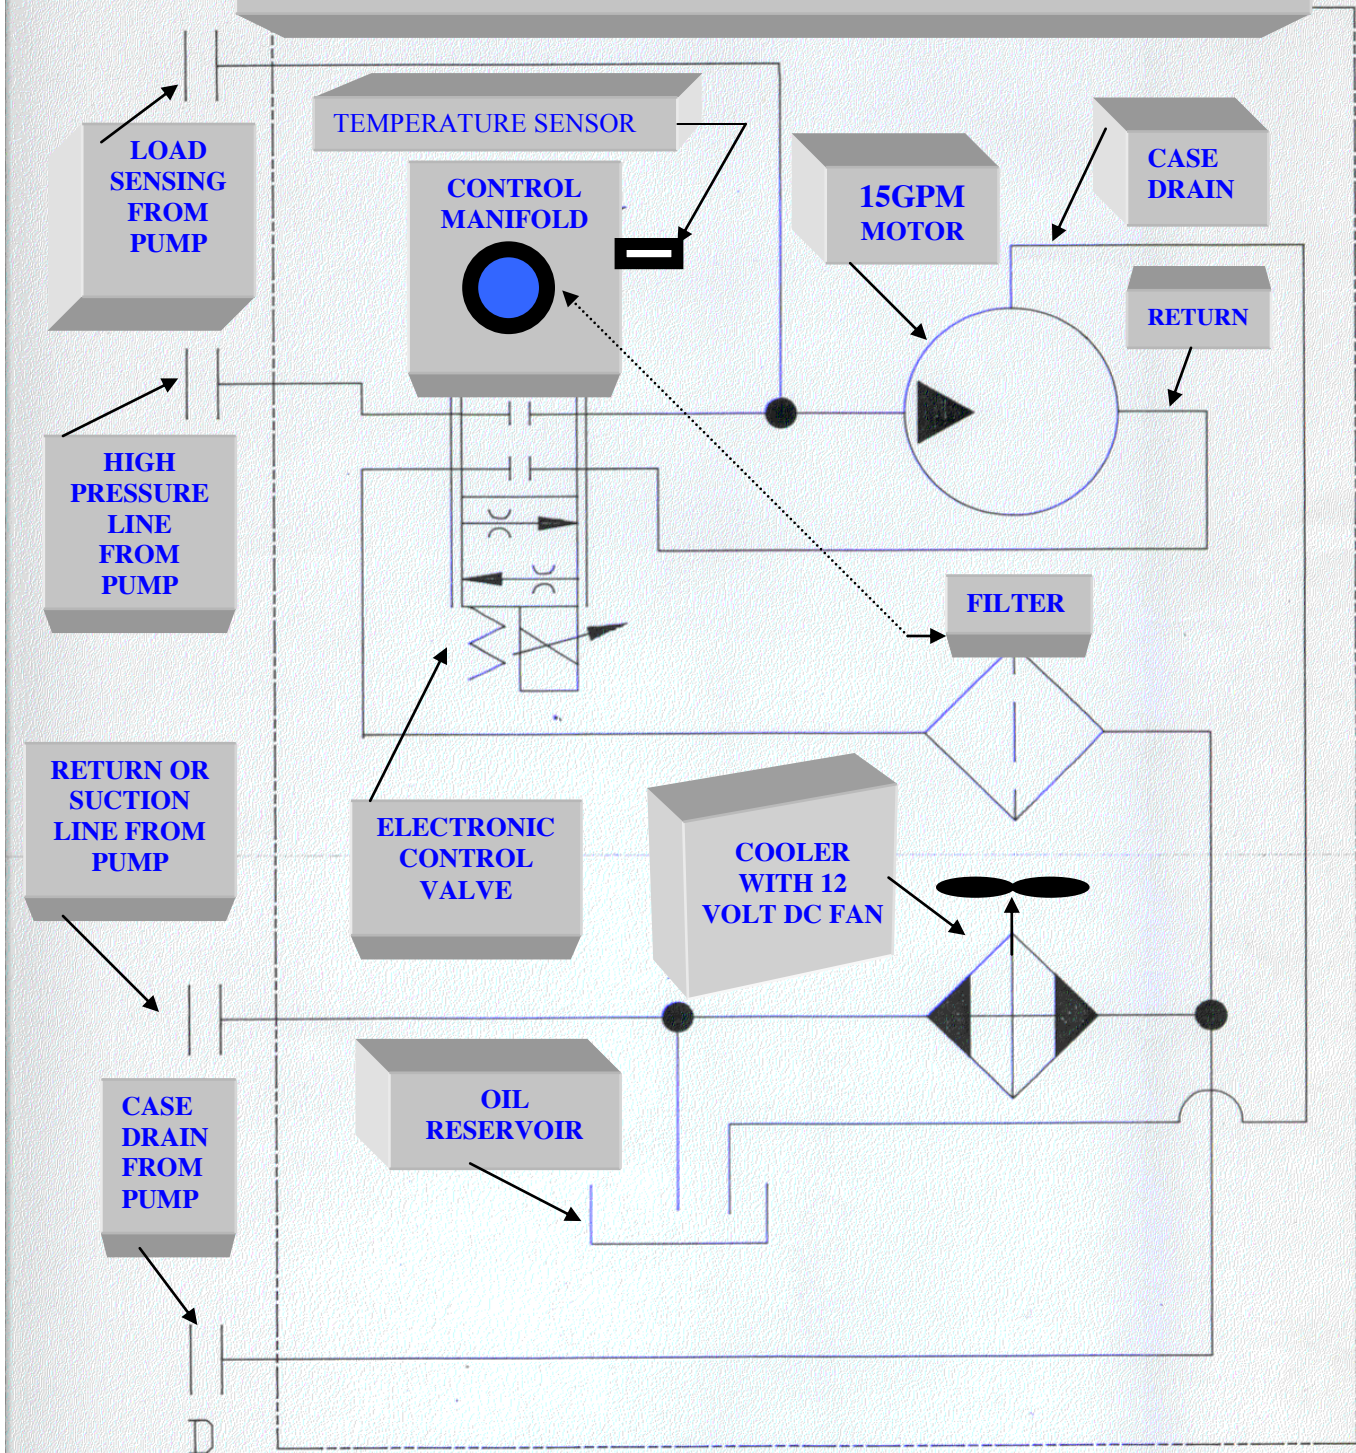 LOAD
SENSING
FROM
PUMP
TEMPERATURE SENSOR
CONTROL
MANIFOLD
15GPM
MOTOR
CASE
DRAIN
RETURN
HIGH
PRESSURE
LINE
FROM
PUMP
FILTER
RETURN OR
SUCTION
LINE FROM
PUMP
ELECTRONIC
CONTROL
VALVE
COOLER
WITH 12
VOLT DC FAN
OIL
RESERVOIR
CASE
DRAIN
FROM
PUMP